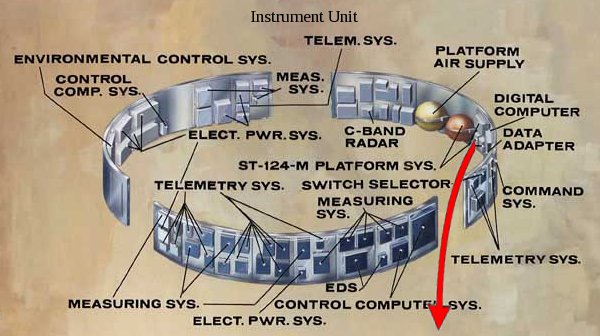 Instrument Unit
TELEM. SYS.
ENVIRONMENTAL CONTROL SYS.
PLATFORM
AIR SUPPLY
CONTROL
COMP. SYS.
MEAS.
SYS.
DIGITAL
COMPUTER
ELECT. PWR. SYS.
C-BAND
RADAR
DATA
ADAPTER
ST-124-M PLATFORM SYS.
TELEMETRY SYS.
SWITCH SELECTOR
MEASURING
SYS.
COMMAND
SYS.
TELEMETRY SYS.
EDS
MEASURING SYS.
CONTROL COMPUTER SYS.
ELECT. PWR. SYS.